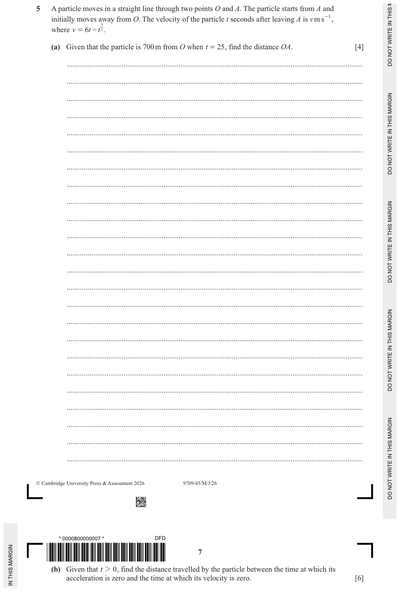 5 A particle moves in a straight line through two points O and A. The particle starts from A and
initially moves away from O. The velocity of the particle t seconds after leaving A is v m s⁻¹,
where v = 6t − t^{3/2}.
(a) Given that the particle is 700 m from O when t = 25, find the distance OA. [4]
© Cambridge University Press & Assessment 2026 9709/45/M/J/26
* 0000800000007 * DFD
7
(b) Given that t > 0, find the distance travelled by the particle between the time at which its
acceleration is zero and the time at which its velocity is zero. [6]
DO NOT WRITE IN THIS M
DO NOT WRITE IN THIS MARGIN
DO NOT WRITE IN THIS MARGIN
DO NOT WRITE IN THIS MARGIN
DO NOT WRITE IN THIS MARGIN
IN THIS MARGIN